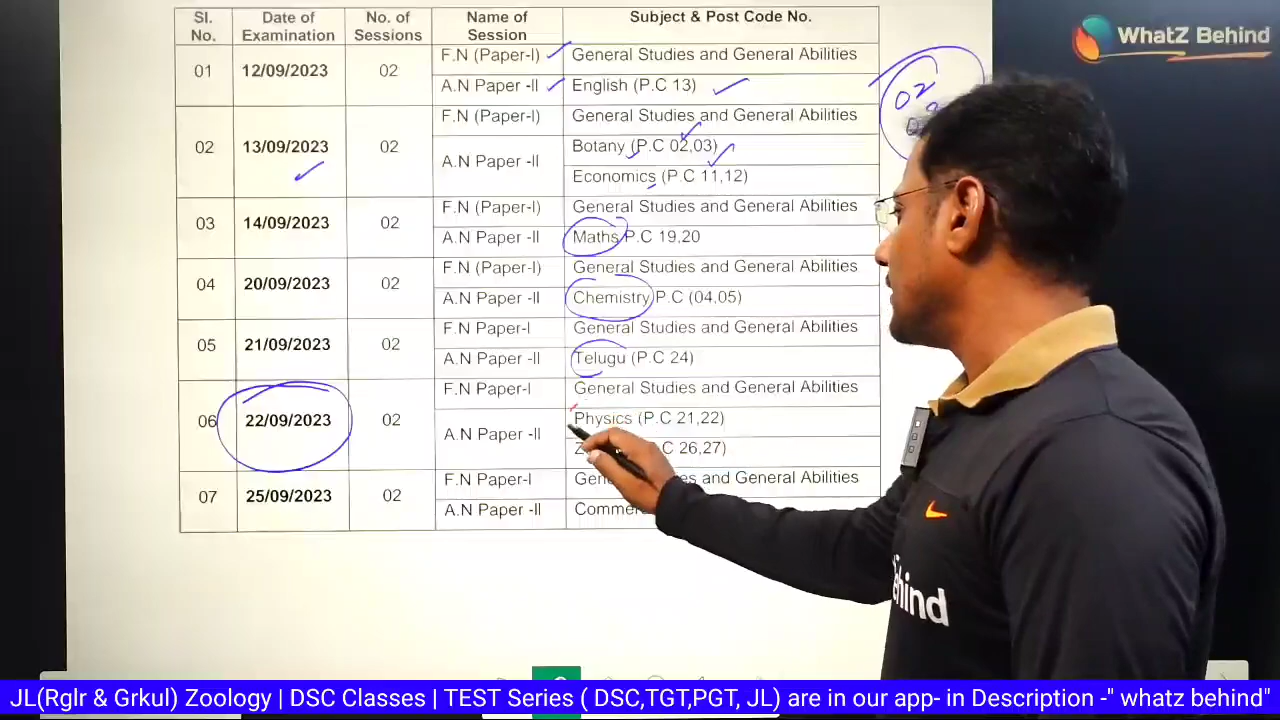 Sl. No. Date of Examination No. of Sessions Name of Session Subject & Post Code No.
01 12/09/2023 02 F.N (Paper-I) General Studies and General Abilities
A.N Paper -II English (P.C 13)
02 13/09/2023 02 F.N (Paper-I) General Studies and General Abilities
A.N Paper -II Botany (P.C 02,03)
Economics (P.C 11,12)
03 14/09/2023 02 F.N (Paper-I) General Studies and General Abilities
A.N Paper -II Maths P.C 19,20
04 20/09/2023 02 F.N (Paper-I) General Studies and General Abilities
A.N Paper -II Chemistry P.C (04,05)
05 21/09/2023 02 F.N Paper-I General Studies and General Abilities
A.N Paper -II Telugu (P.C 24)
06 22/09/2023 02 F.N Paper-I General Studies and General Abilities
A.N Paper -II Physics (P.C 21,22)
26,27)
07 25/09/2023 02 F.N Paper-I and General Abilities
A.N Paper -II
WhatZ Behind
02
JL(Rglr & Grkul) Zoology | DSC Classes | TEST Series ( DSC,TGT,PGT, JL) are in our app- in Description -" whatz behind"